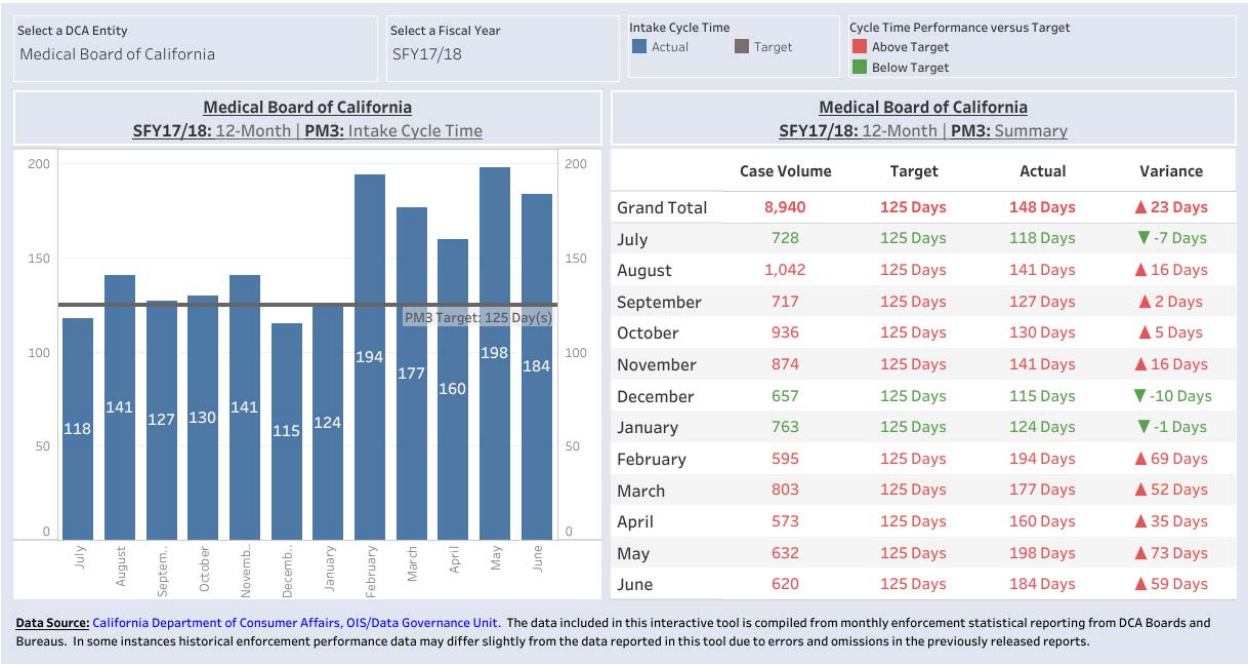 Select a DCA Entity
Medical Board of California
Select a Fiscal Year
SFY17/18
Intake Cycle Time
Actual
Target
Cycle Time Performance versus Target
Above Target
Below Target
Medical Board of California
SFY17/18: 12-Month | PM3: Intake Cycle Time
200 200
150 150
100 100
50 50
0 0
PM3 Target: 125 Day(s)
118 141 127 130 141 115 124 194 177 160 198 184
July August Septem.. October Novemb.. Decemb.. January February March April May June
Medical Board of California
SFY17/18: 12-Month | PM3: Summary
Case Volume Target Actual Variance
Grand Total 8,940 125 Days 148 Days ▲ 23 Days
July 728 125 Days 118 Days ▼ -7 Days
August 1,042 125 Days 141 Days ▲ 16 Days
September 717 125 Days 127 Days ▲ 2 Days
October 936 125 Days 130 Days ▲ 5 Days
November 874 125 Days 141 Days ▲ 16 Days
December 657 125 Days 115 Days ▼ -10 Days
January 763 125 Days 124 Days ▼ -1 Days
February 595 125 Days 194 Days ▲ 69 Days
March 803 125 Days 177 Days ▲ 52 Days
April 573 125 Days 160 Days ▲ 35 Days
May 632 125 Days 198 Days ▲ 73 Days
June 620 125 Days 184 Days ▲ 59 Days
Data Source: California Department of Consumer Affairs, OIS/Data Governance Unit. The data included in this interactive tool is compiled from monthly enforcement statistical reporting from DCA Boards and
Bureaus. In some instances historical enforcement performance data may differ slightly from the data reported in this tool due to errors and omissions in the previously released reports.